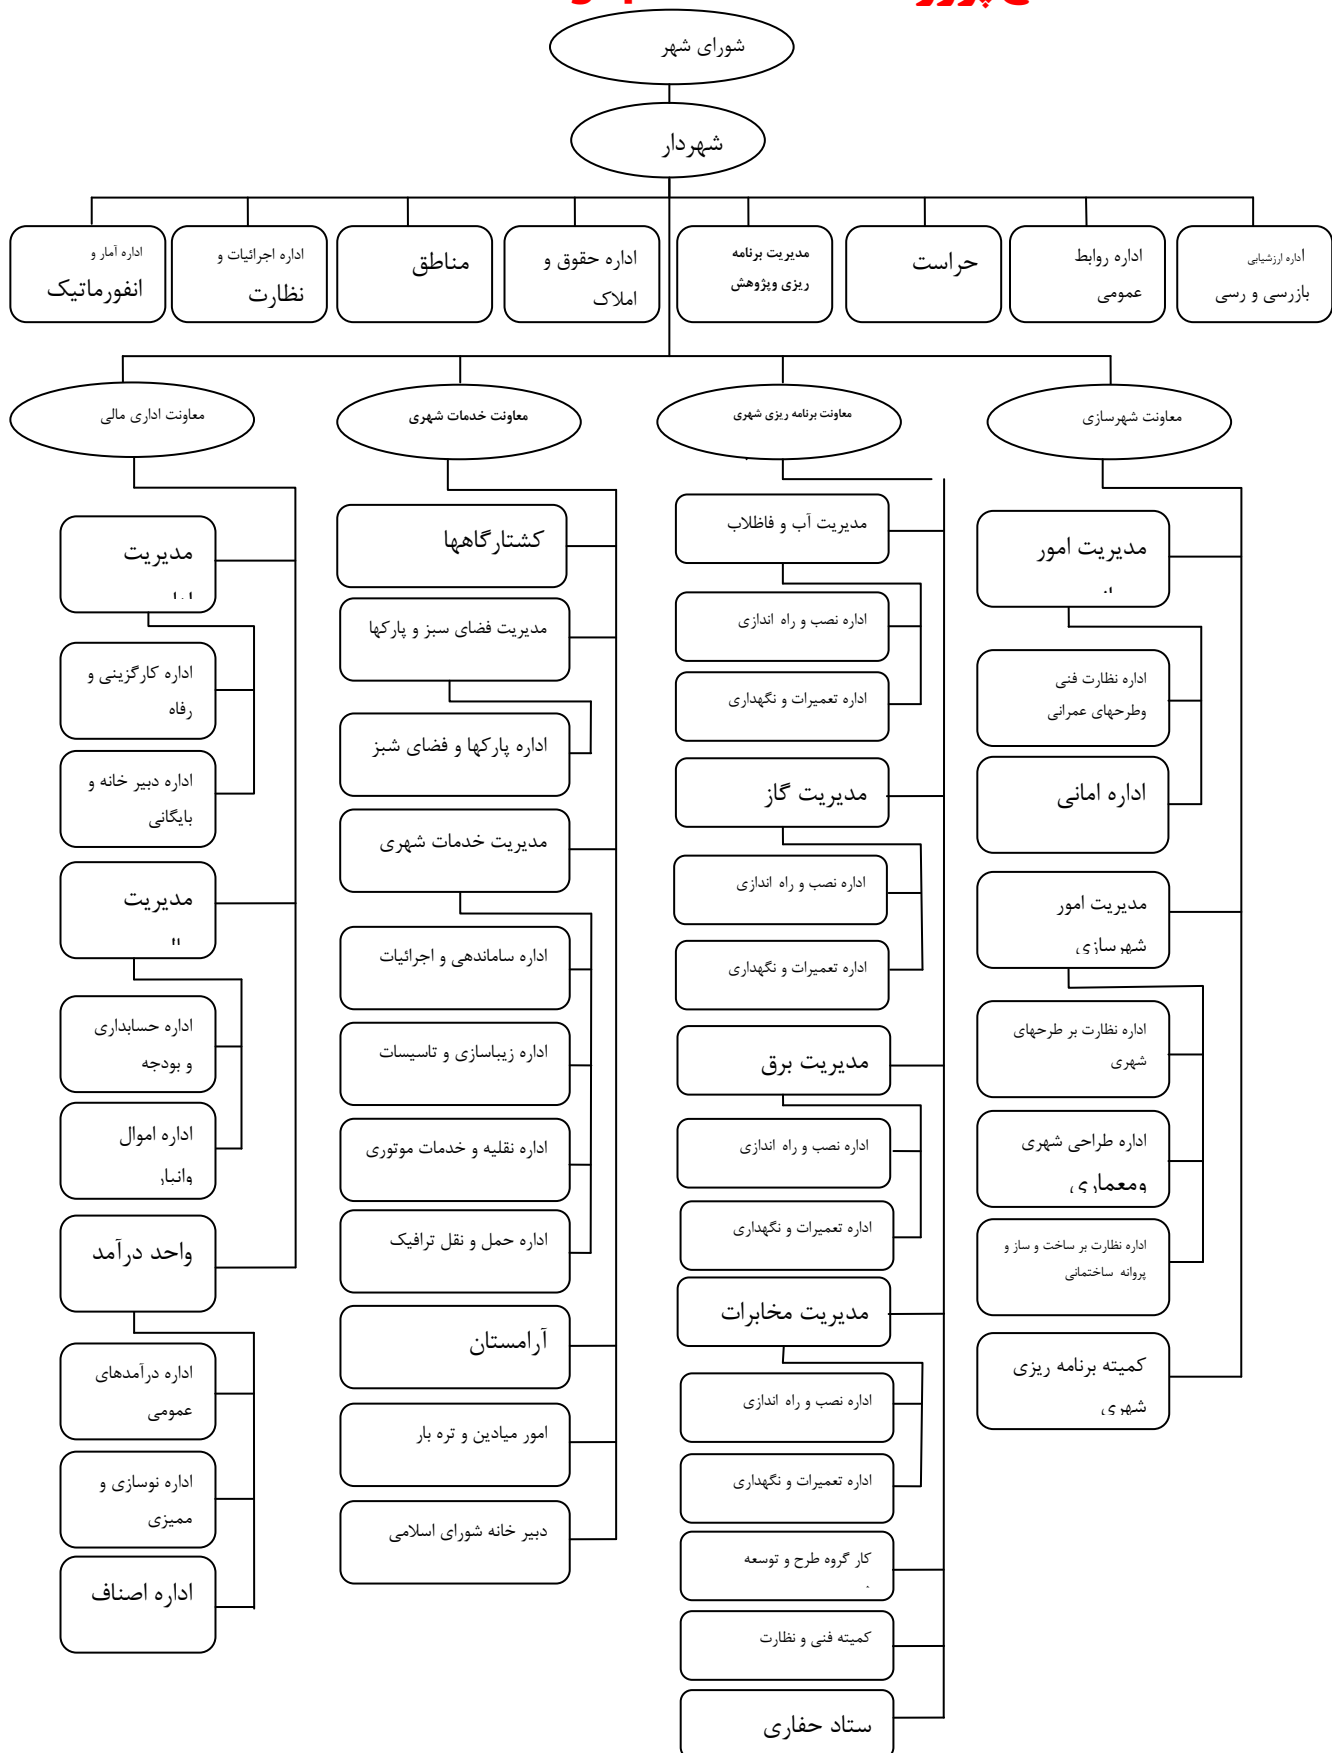 شورای شهر
شهردار
اداره ارزشیابی
بازرسی و رسی
اداره روابط
عمومی
حراست
مدیریت برنامه
ریزی وپژوهش
اداره حقوق و
املاک
مناطق
اداره اجرائیات و
نظارت
اداره آمار و
انفورماتیک
معاونت شهرسازی
معاونت برنامه ریزی شهری
معاونت خدمات شهری
معاونت اداری مالی
مدیریت امور
اداره نظارت فنی
وطرحهای عمرانی
اداره امانی
مدیریت امور
شهرسازی
اداره نظارت بر طرحهای
شهری
اداره طراحی شهری
ومعماری
اداره نظارت بر ساخت و ساز و
پروانه ساختمانی
کمیته برنامه ریزی
شهری
مدیریت آب و فاظلاب
اداره نصب و راه اندازی
اداره تعمیرات و نگهداری
مدیریت گاز
اداره نصب و راه اندازی
اداره تعمیرات و نگهداری
مدیریت برق
اداره نصب و راه اندازی
اداره تعمیرات و نگهداری
مدیریت مخابرات
اداره نصب و راه اندازی
اداره تعمیرات و نگهداری
کار گروه طرح و توسعه
کمیته فنی و نظارت
ستاد حفاری
کشتارگاهها
مدیریت فضای سبز و پارکها
اداره پارکها و فضای شبز
مدیریت خدمات شهری
اداره ساماندهی و اجرائیات
اداره زیباسازی و تاسیسات
اداره نقلیه و خدمات موتوری
اداره حمل و نقل ترافیک
آرامستان
امور میادین و تره بار
دبیر خانه شورای اسلامی
مدیریت
اداره کارگزینی و
رفاه
اداره دبیر خانه و
بایگانی
مدیریت
اداره حسابداری
و بودجه
اداره اموال
وانبار
واحد درآمد
اداره درآمدهای
عمومی
اداره نوسازی و
ممیزی
اداره اصناف